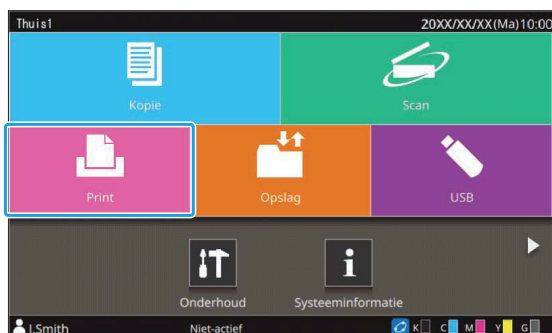 Thuis1 20XX/XX/XX(Ma)10:00
Kopie Scan
Print Opslag USB
Onderhoud Systeeminformatie
J.Smith Niet-actief K C M Y G